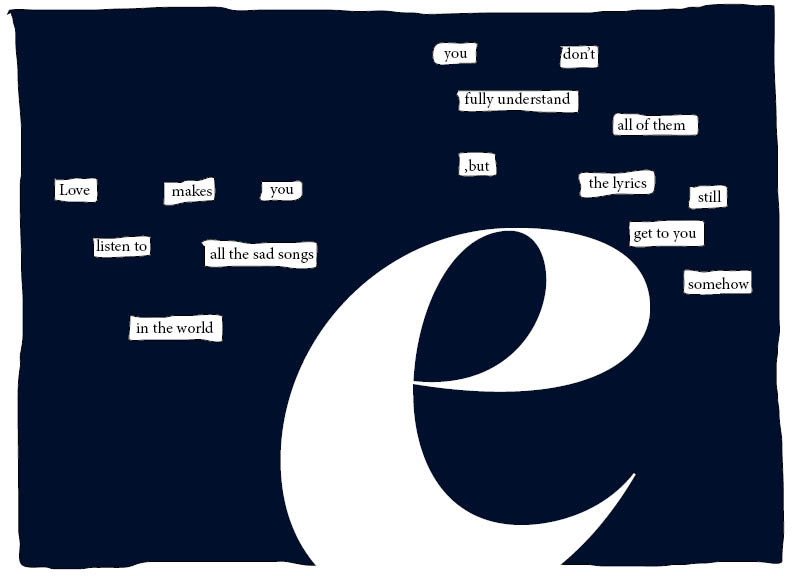 Love makes you
listen to all the sad songs
in the world
you don't
fully understand
all of them
,but the lyrics still
get to you
somehow
e